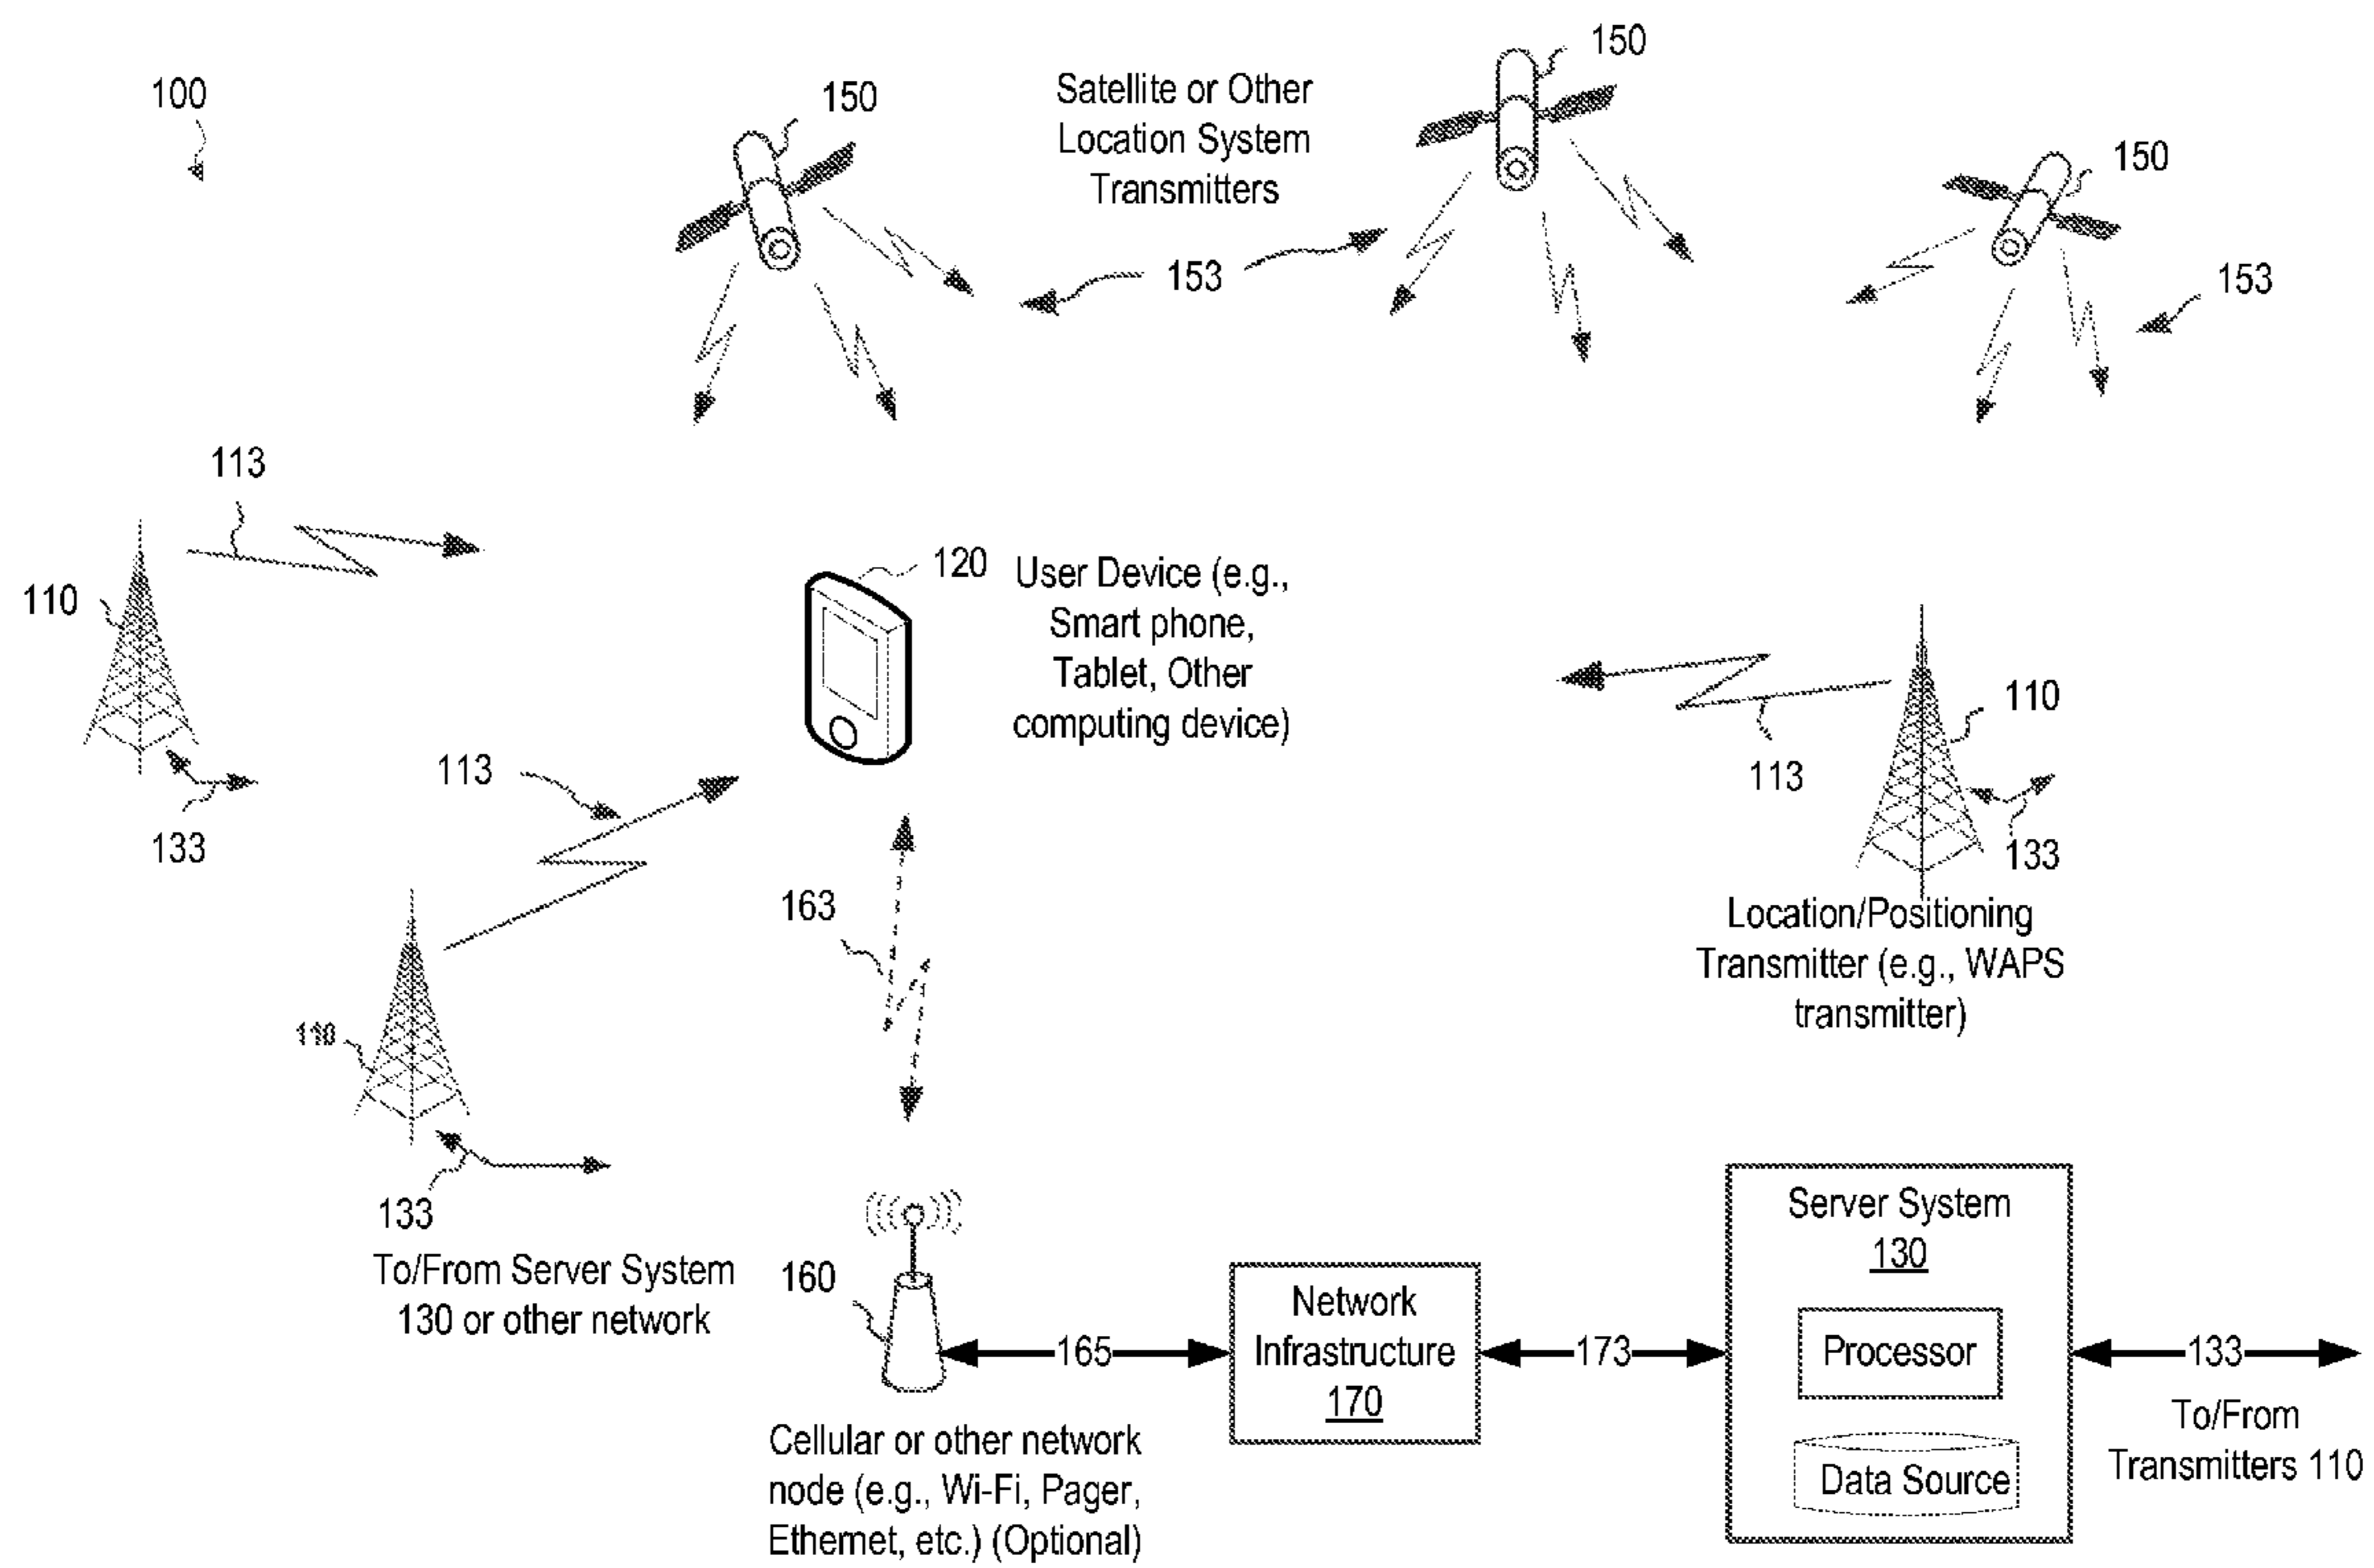 100
150
Satellite or Other
Location System
Transmitters
150
150
153
153
113
110
133
120
User Device (e.g.,
Smart phone,
Tablet, Other
computing device)
113
110
133
113
110
133
Location/Positioning
Transmitter (e.g., WAPS
transmitter)
163
To/From Server System
130 or other network
160
Cellular or other network
node (e.g., Wi-Fi, Pager,
Ethernet, etc.) (Optional)
165
Network
Infrastructure
170
173
Server System
130
Processor
Data Source
133
To/From
Transmitters 110